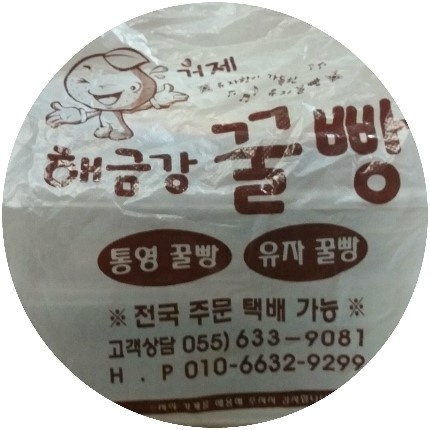 원제
해금강 꿀빵
통영 꿀빵 유자 꿀빵
※ 전국 주문 택배 가능 ※
고객상담 055) 633-9081
H . P 010-6632-9299